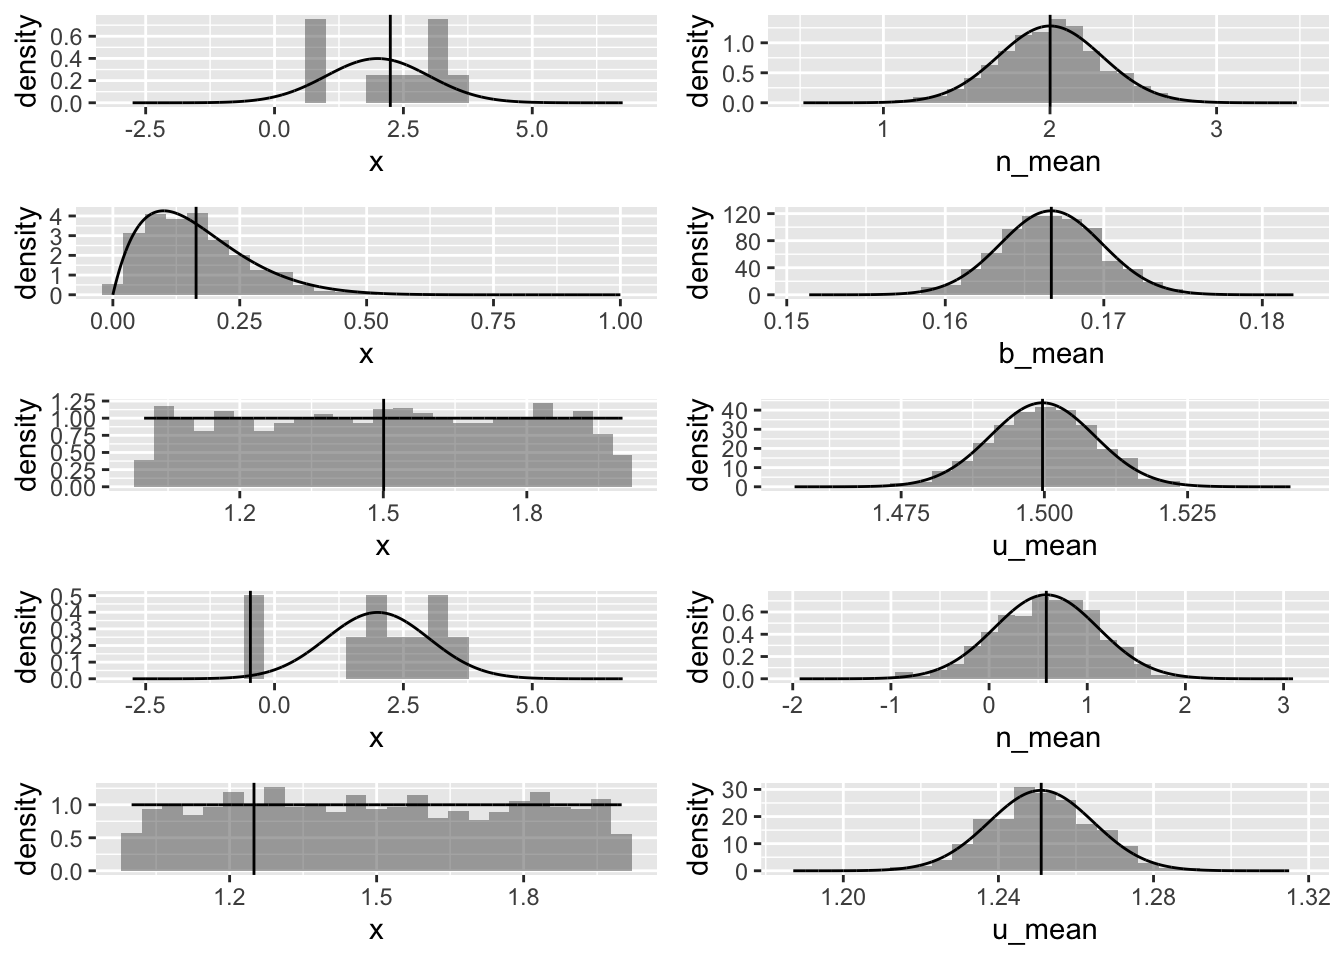 density
0.6
0.4
0.2
0.0
-2.5 0.0 2.5 5.0
x
density
1.0
0.5
0.0
1 2 3
n_mean
density
4
3
2
1
0
0.00 0.25 0.50 0.75 1.00
x
density
120
80
40
0
0.15 0.16 0.17 0.18
b_mean
density
1.25
1.00
0.75
0.50
0.25
0.00
1.2 1.5 1.8
x
density
40
30
20
10
0
1.475 1.500 1.525
u_mean
density
0.5
0.4
0.3
0.2
0.1
0.0
-2.5 0.0 2.5 5.0
x
density
0.6
0.4
0.2
0.0
-2 -1 0 1 2 3
n_mean
density
1.0
0.5
0.0
1.2 1.5 1.8
x
density
30
20
10
0
1.20 1.24 1.28 1.32
u_mean